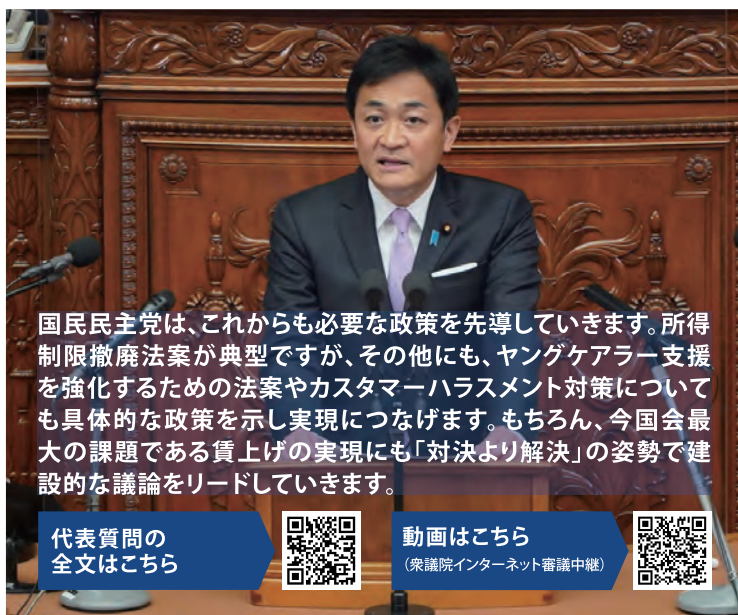 国民民主党は、これからも必要な政策を先導していきます。所得
制限撤廃法案が典型ですが、その他にも、ヤングケアラー支援
を強化するための法案やカスタマーハラスメント対策について
も具体的な政策を示し実現につなげます。もちろん、今国会最
大の課題である賃上げの実現にも「対決より解決」の姿勢で建
設的な議論をリードしていきます。
代表質問の
全文はこちら
動画はこちら
（衆議院インターネット審議中継）